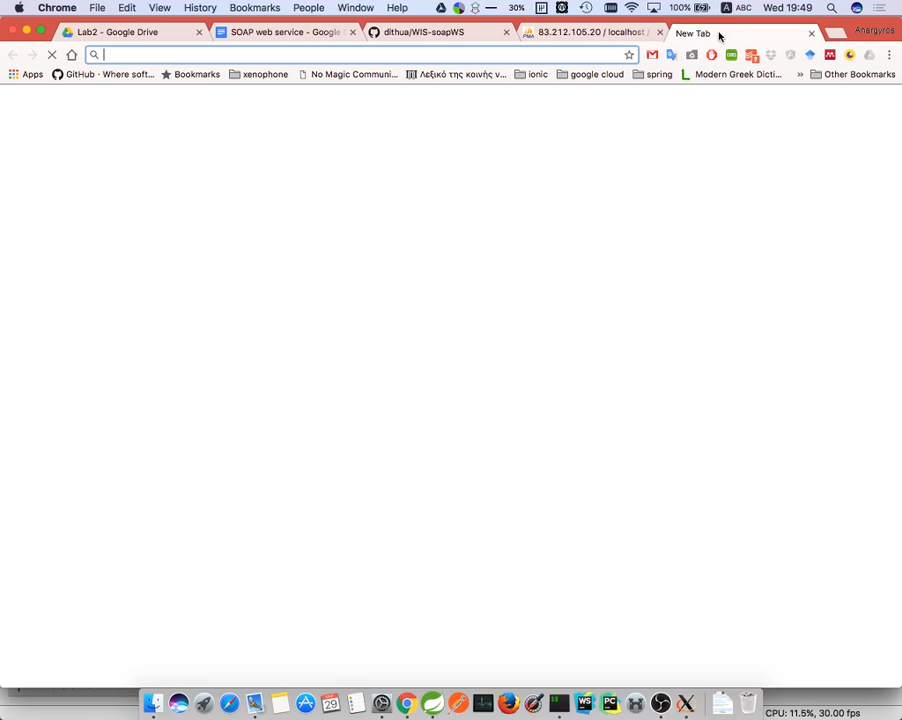 Chrome File Edit View History Bookmarks People Window Help 30% 100% A ABC Wed 19:49
Lab2 - Google Drive SOAP web service - Google dithua/WIS-soapWS 83.212.105.20 / localhost / New Tab Anargyros
Apps GitHub - Where soft... Bookmarks xenophone No Magic Communi... Λεξικό της κοινής ν... ionic google cloud spring Modern Greek Dicti... » Other Bookmarks
CPU: 11.5%, 30.00 fps